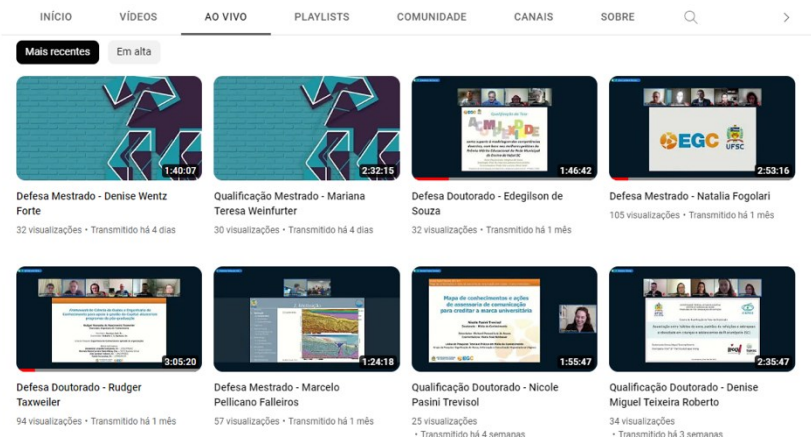 INÍCIO VÍDEOS AO VIVO PLAYLISTS COMUNIDADE CANAIS SOBRE
Mais recentes Em alta
1:40:07
2:32:15
Qualificação de Tese
1:46:42
EGC UFSC
2:53:16
Defesa Mestrado - Denise Wentz
Forte
32 visualizações • Transmitido há 4 dias
Qualificação Mestrado - Mariana
Teresa Weinfurter
30 visualizações • Transmitido há 4 dias
Defesa Doutorado - Edegilson de
Souza
32 visualizações • Transmitido há 1 mês
Defesa Mestrado - Natalia Fogolari
105 visualizações • Transmitido há 1 mês
3:05:20
1:24:18
Mapa de conhecimentos e ações
de assessoria de comunicação
para creditar a marca universitária
1:55:47
2:35:47
Defesa Doutorado - Rudger
Taxweiler
94 visualizações • Transmitido há 1 mês
Defesa Mestrado - Marcelo
Pellicano Falleiros
57 visualizações • Transmitido há 1 mês
Qualificação Doutorado - Nicole
Pasini Trevisol
25 visualizações
• Transmitido há 4 semanas
Qualificação Doutorado - Denise
Miguel Teixeira Roberto
34 visualizações
• Transmitido há 3 semanas